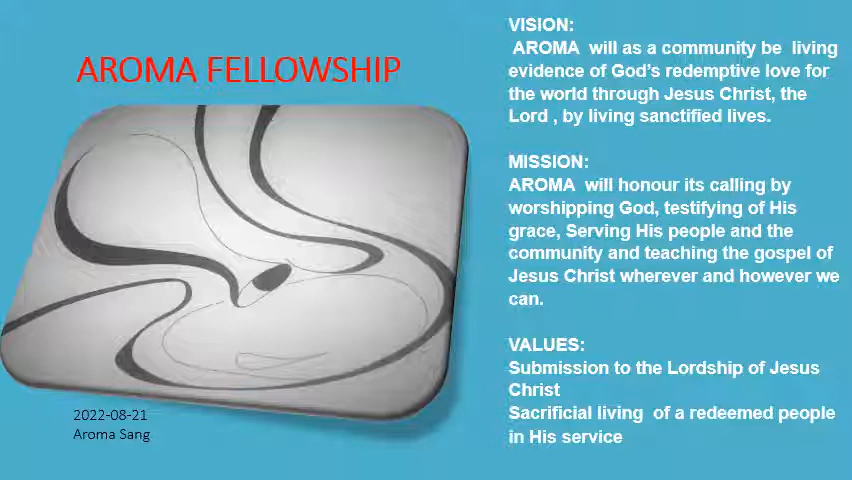 AROMA FELLOWSHIP
2022-08-21
Aroma Sang
VISION:
AROMA will as a community be living
evidence of God's redemptive love for
the world through Jesus Christ, the
Lord , by living sanctified lives.
MISSION:
AROMA will honour its calling by
worshipping God, testifying of His
grace, Serving His people and the
community and teaching the gospel of
Jesus Christ wherever and however we
can.
VALUES:
Submission to the Lordship of Jesus
Christ
Sacrificial living of a redeemed people
in His service